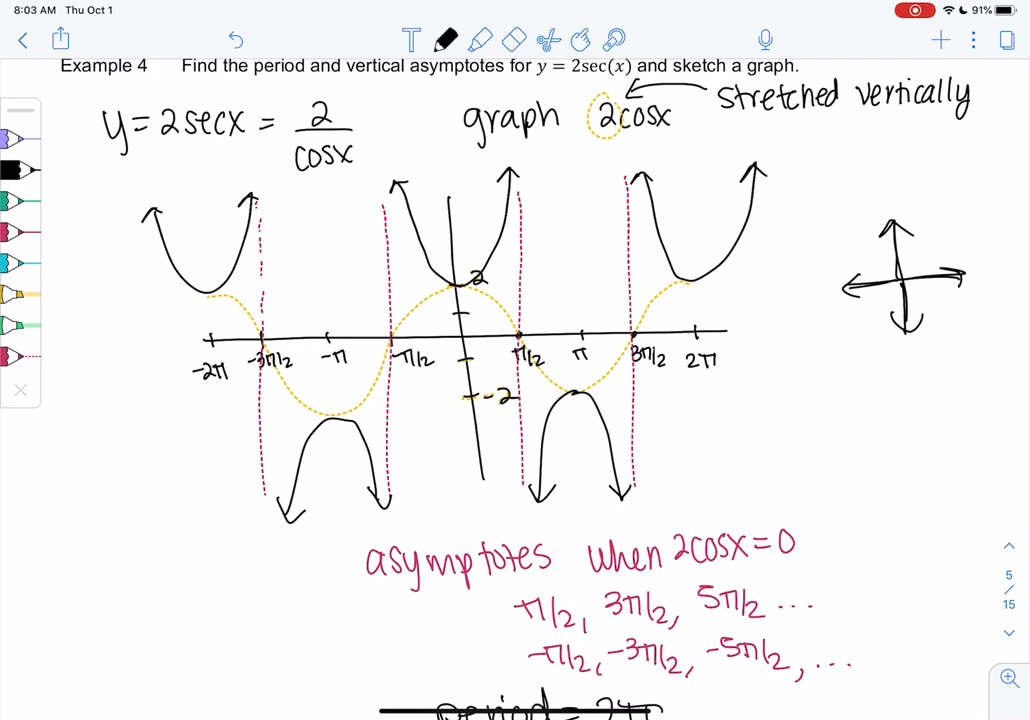 8:03 AM Thu Oct 1
91%
Example 4 Find the period and vertical asymptotes for y = 2sec(x) and sketch a graph.
y = 2secx = 2/cosx graph 2cosx stretched vertically
2
-2π -3π/2 -π -π/2 π/2 π 3π/2 2π
-2
asymptotes when 2cosx = 0
π/2, 3π/2, 5π/2 ...
-π/2, -3π/2, -5π/2, ...
period = 2π
5
/
15